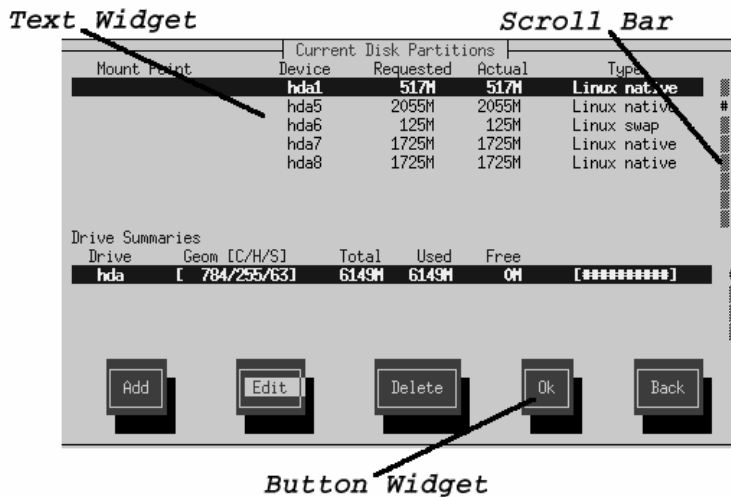 Text Widget Scroll Bar
Current Disk Partitions
Mount Point Device Requested Actual Type
hda1 517M 517M Linux native
hda5 2055M 2055M Linux native #
hda6 125M 125M Linux swap
hda7 1725M 1725M Linux native
hda8 1725M 1725M Linux native
Drive Summaries
Drive Geom [C/H/S] Total Used Free
hda [ 784/255/63] 6149M 6149M 0M [##########] #
Add Edit Delete Ok Back
Button Widget